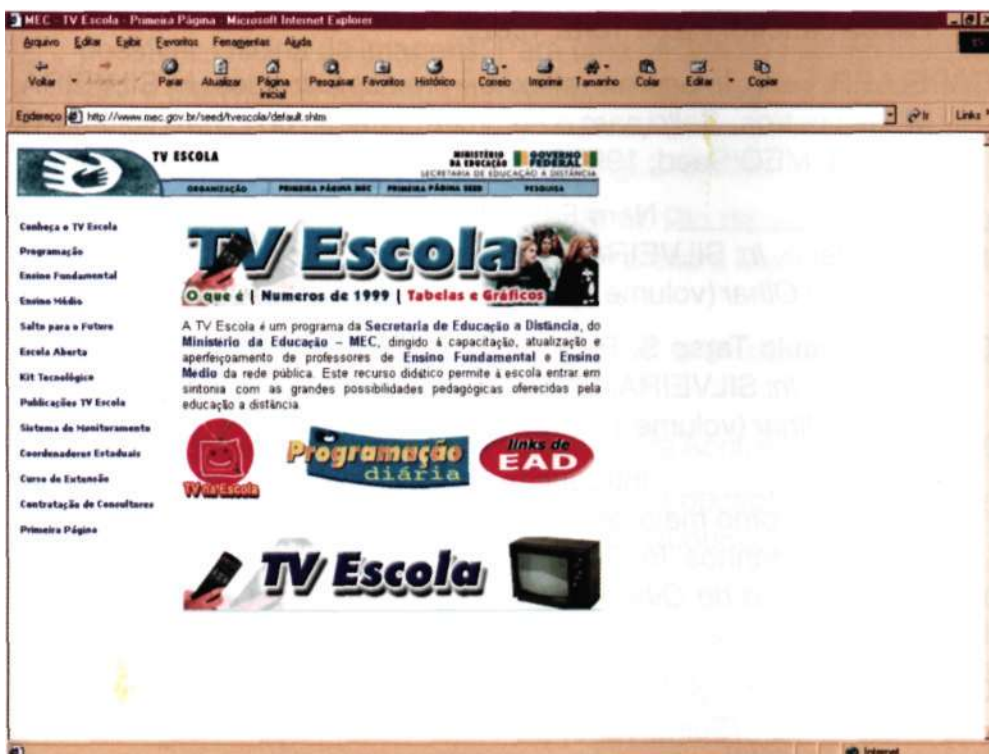 MEC - TV Escola - Primeira Página - Microsoft Internet Explorer
Arquivo Editar Exibir Favoritos Ferramentas Ajuda
Voltar Parar Atualizar Página inicial Pesquisar Favoritos Histórico Correio Imprimir Tamanho Colar Editar Copiar
Endereço http://www.mec.gov.br/seed/tvescola/default.shtm Ir Links
TV ESCOLA
MINISTÉRIO DA EDUCAÇÃO GOVERNO FEDERAL
SECRETARIA DE EDUCAÇÃO A DISTÂNCIA
ORGANIZAÇÃO PRIMEIRA PÁGINA MEC PRIMEIRA PÁGINA SEED PESQUISA
Conheça a TV Escola
Programação
Ensino Fundamental
Ensino Médio
Salto para o Futuro
Escola Aberta
Kit Tecnológico
Publicações TV Escola
Sistema de Monitoramento
Coordenadores Estaduais
Curso de Extensão
Contratação de Consultores
Primeira Página
TV Escola
O que é | Numeros de 1999 | Tabelas e Gráficos
A TV Escola é um programa da Secretaria de Educação a Distância, do
Ministério da Educação – MEC, dirigido à capacitação, atualização e
aperfeiçoamento de professores de Ensino Fundamental e Ensino
Medio da rede pública. Este recurso didático permite à escola entrar em
sintonia com as grandes possibilidades pedagógicas oferecidas pela
educação a distância.
TV na Escola
Programação
diária
links de
EAD
TV Escola
Internet